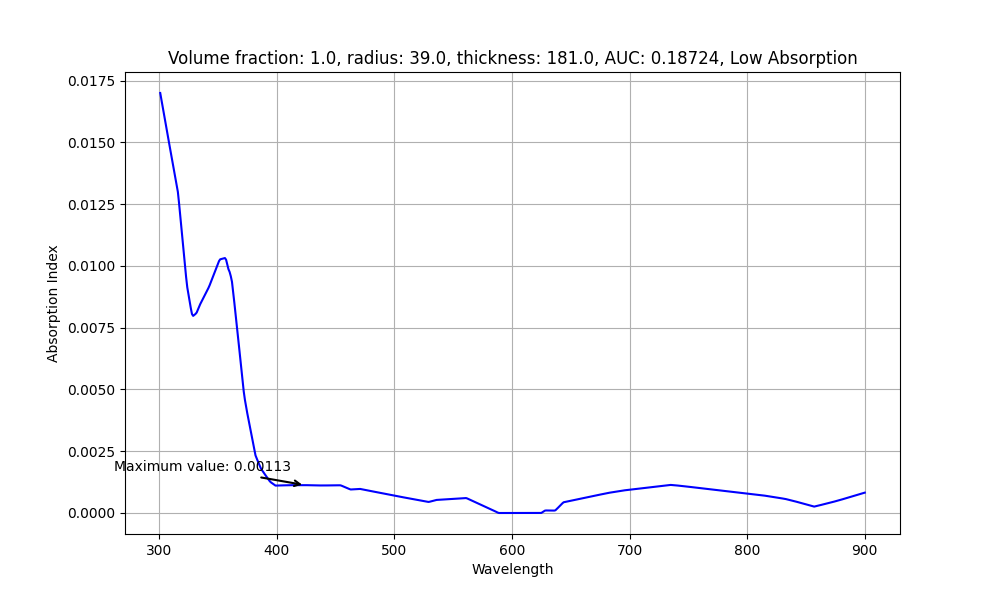 Volume fraction: 1.0, radius: 39.0, thickness: 181.0, AUC: 0.18724, Low Absorption
0.0175
0.0150
0.0125
0.0100
0.0075
0.0050
0.0025
0.0000
Absorption Index
Maximum value: 0.00113
300 400 500 600 700 800 900
Wavelength